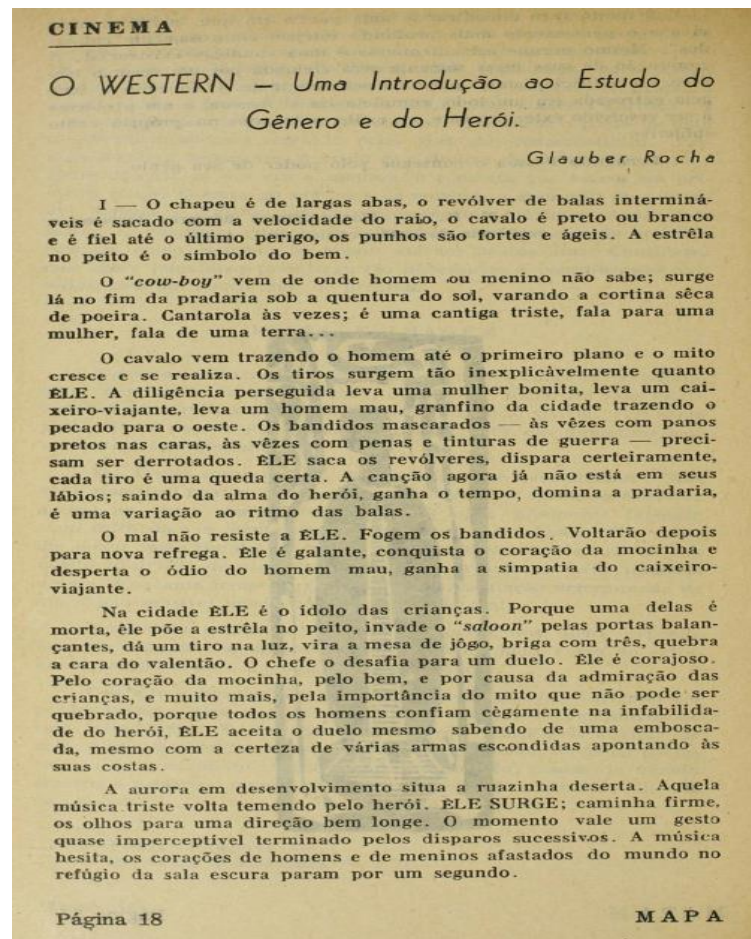 CINEMA
O WESTERN — Uma Introdução ao Estudo do
Gênero e do Herói.
Glauber Rocha
I — O chapeu é de largas abas, o revólver de balas intermináveis
é sacado com a velocidade do raio, o cavalo é preto ou branco
e é fiel até o último perigo, os punhos são fortes e ágeis. A estrêla
no peito é o símbolo do bem.
O "cow-boy" vem de onde homem ou menino não sabe; surge
lá no fim da pradaria sob a quentura do sol, varando a cortina sêca
de poeira. Cantarola às vezes; é uma cantiga triste, fala para uma
mulher, fala de uma terra...
O cavalo vem trazendo o homem até o primeiro plano e o mito
cresce e se realiza. Os tiros surgem tão inexplicàvelmente quanto
ÊLE. A diligência perseguida leva uma mulher bonita, leva um cai-
xeiro-viajante, leva um homem mau, granfino da cidade trazendo o
pecado para o oeste. Os bandidos mascarados — às vêzes com panos
pretos nas caras, às vêzes com penas e tinturas de guerra — preci-
sam ser derrotados. ÊLE saca os revólveres, dispara certeiramente,
cada tiro é uma queda certa. A canção agora já não está em seus
lábios; saindo da alma do herói, ganha o tempo, domina a pradaria,
é uma variação ao ritmo das balas.
O mal não resiste a ÊLE. Fogem os bandidos. Voltarão depois
para nova refrega. Êle é galante, conquista o coração da mocinha e
desperta o ódio do homem mau, ganha a simpatia do caixeiro-
viajante.
Na cidade ÊLE é o ídolo das crianças. Porque uma delas é
morta, êle põe a estrêla no peito, invade o "saloon" pelas portas balan-
çantes, dá um tiro na luz, vira a mesa de jôgo, briga com três, quebra
a cara do valentão. O chefe o desafia para um duelo. Êle é corajoso.
Pelo coração da mocinha, pelo bem, e por causa da admiração das
crianças, e muito mais, pela importância do mito que não pode ser
quebrado, porque todos os homens confiam cègamente na infabilida-
de do herói, ÊLE aceita o duelo mesmo sabendo de uma embosca-
da, mesmo com a certeza de várias armas escondidas apontando às
suas costas.
A aurora em desenvolvimento situa a ruazinha deserta. Aquela
música triste volta temendo pelo herói. ÊLE SURGE; caminha firme,
os olhos para uma direção bem longe. O momento vale um gesto
quase imperceptível terminado pelos disparos sucessivos. A música
hesita, os corações de homens e de meninos afastados do mundo no
refúgio da sala escura param por um segundo.
Página 18
MAPA